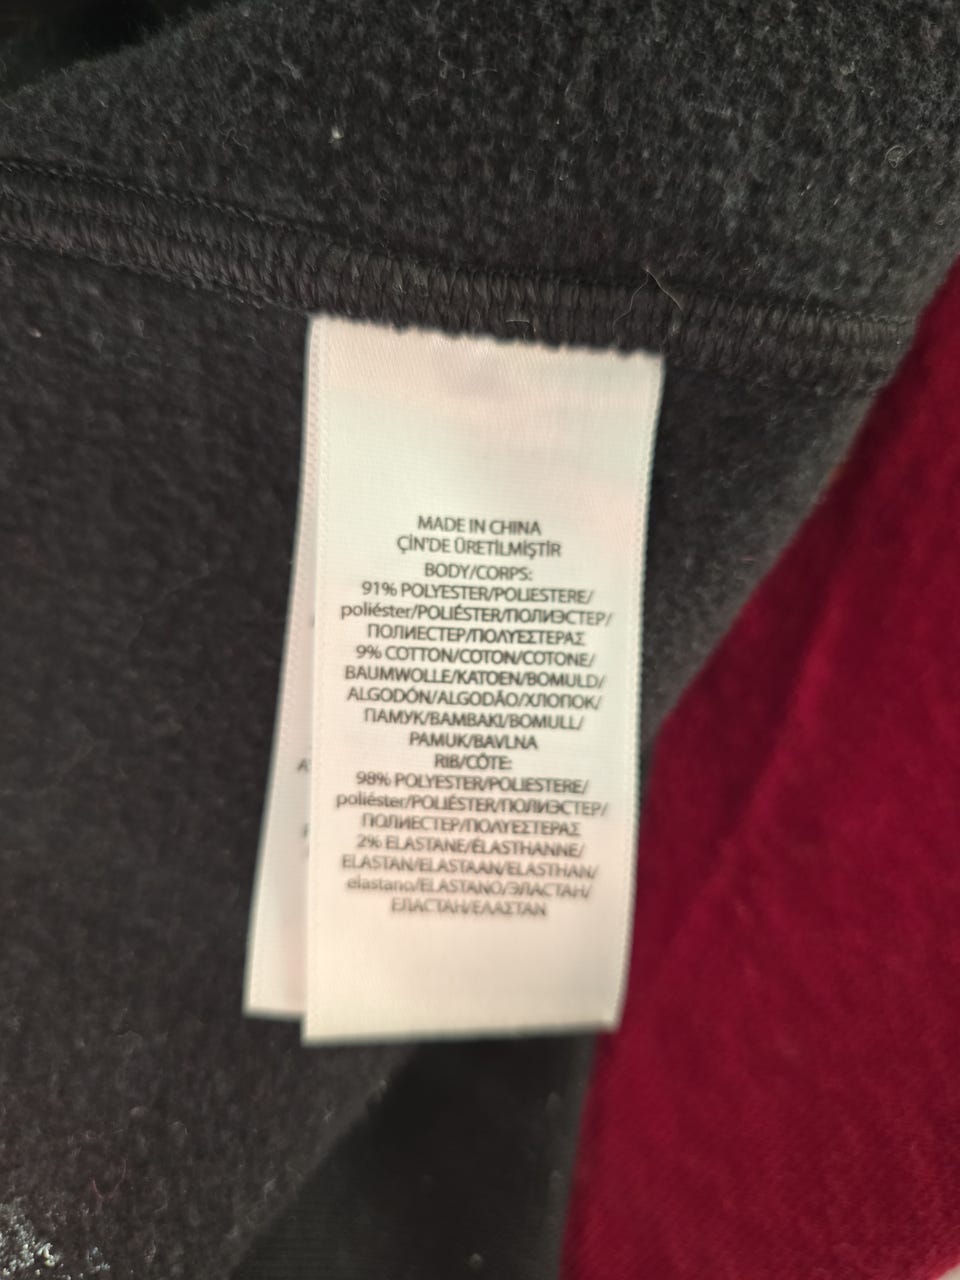 MADE IN CHINA
ÇİN'DE ÜRETİLMİŞTİR
BODY/CORPS:
91% POLYESTER/POLIESTERE/
poliéster/POLIÉSTER/ПОЛИЭСТЕР/
ПОЛИЕСТЕР/ΠΟΛΥΕΣΤΕΡΑΣ
9% COTTON/COTON/COTONE/
BAUMWOLLE/KATOEN/BOMULD/
ALGODÓN/ALGODÃO/ХЛОПОК/
ПАМУК/BAMBAKI/BOMULL/
PAMUK/BAVLNA
RIB/CÔTE:
98% POLYESTER/POLIESTERE/
poliéster/POLIÉSTER/ПОЛИЭСТЕР/
ПОЛИЕСТЕР/ΠΟΛΥΕΣΤΕΡΑΣ
2% ELASTANE/ÉLASTHANNE/
ELASTAN/ELASTAAN/ELASTHAN/
elastano/ELASTANO/ЭЛАСТАН/
ЕЛАСТАН/ΕΛΑΣΤΑΝ